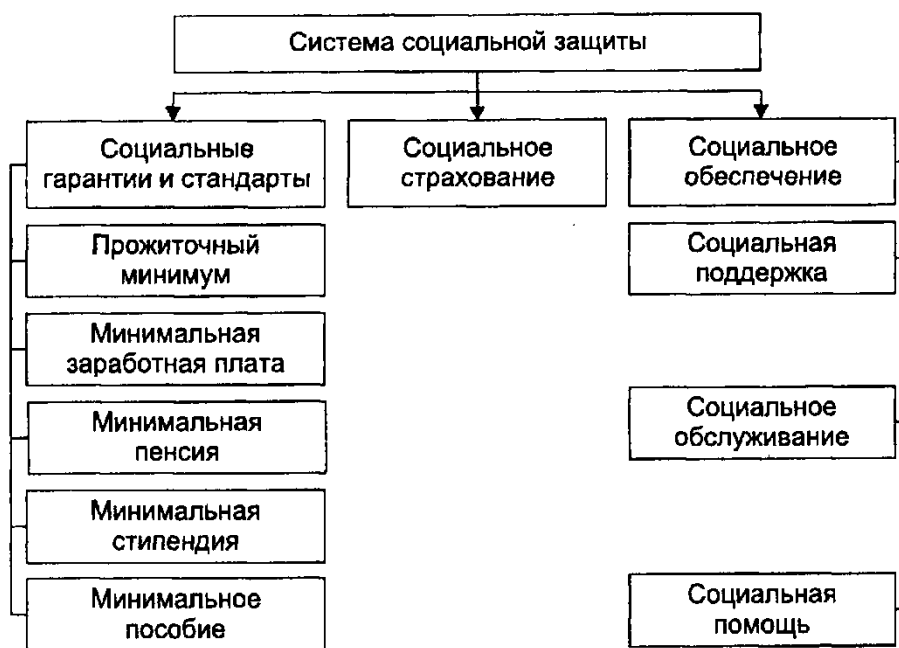 Система социальной защиты
Социальные
гарантии и стандарты
Социальное
страхование
Социальное
обеспечение
Прожиточный
минимум
Социальная
поддержка
Минимальная
заработная плата
Минимальная
пенсия
Социальное
обслуживание
Минимальная
стипендия
Минимальное
пособие
Социальная
помощь